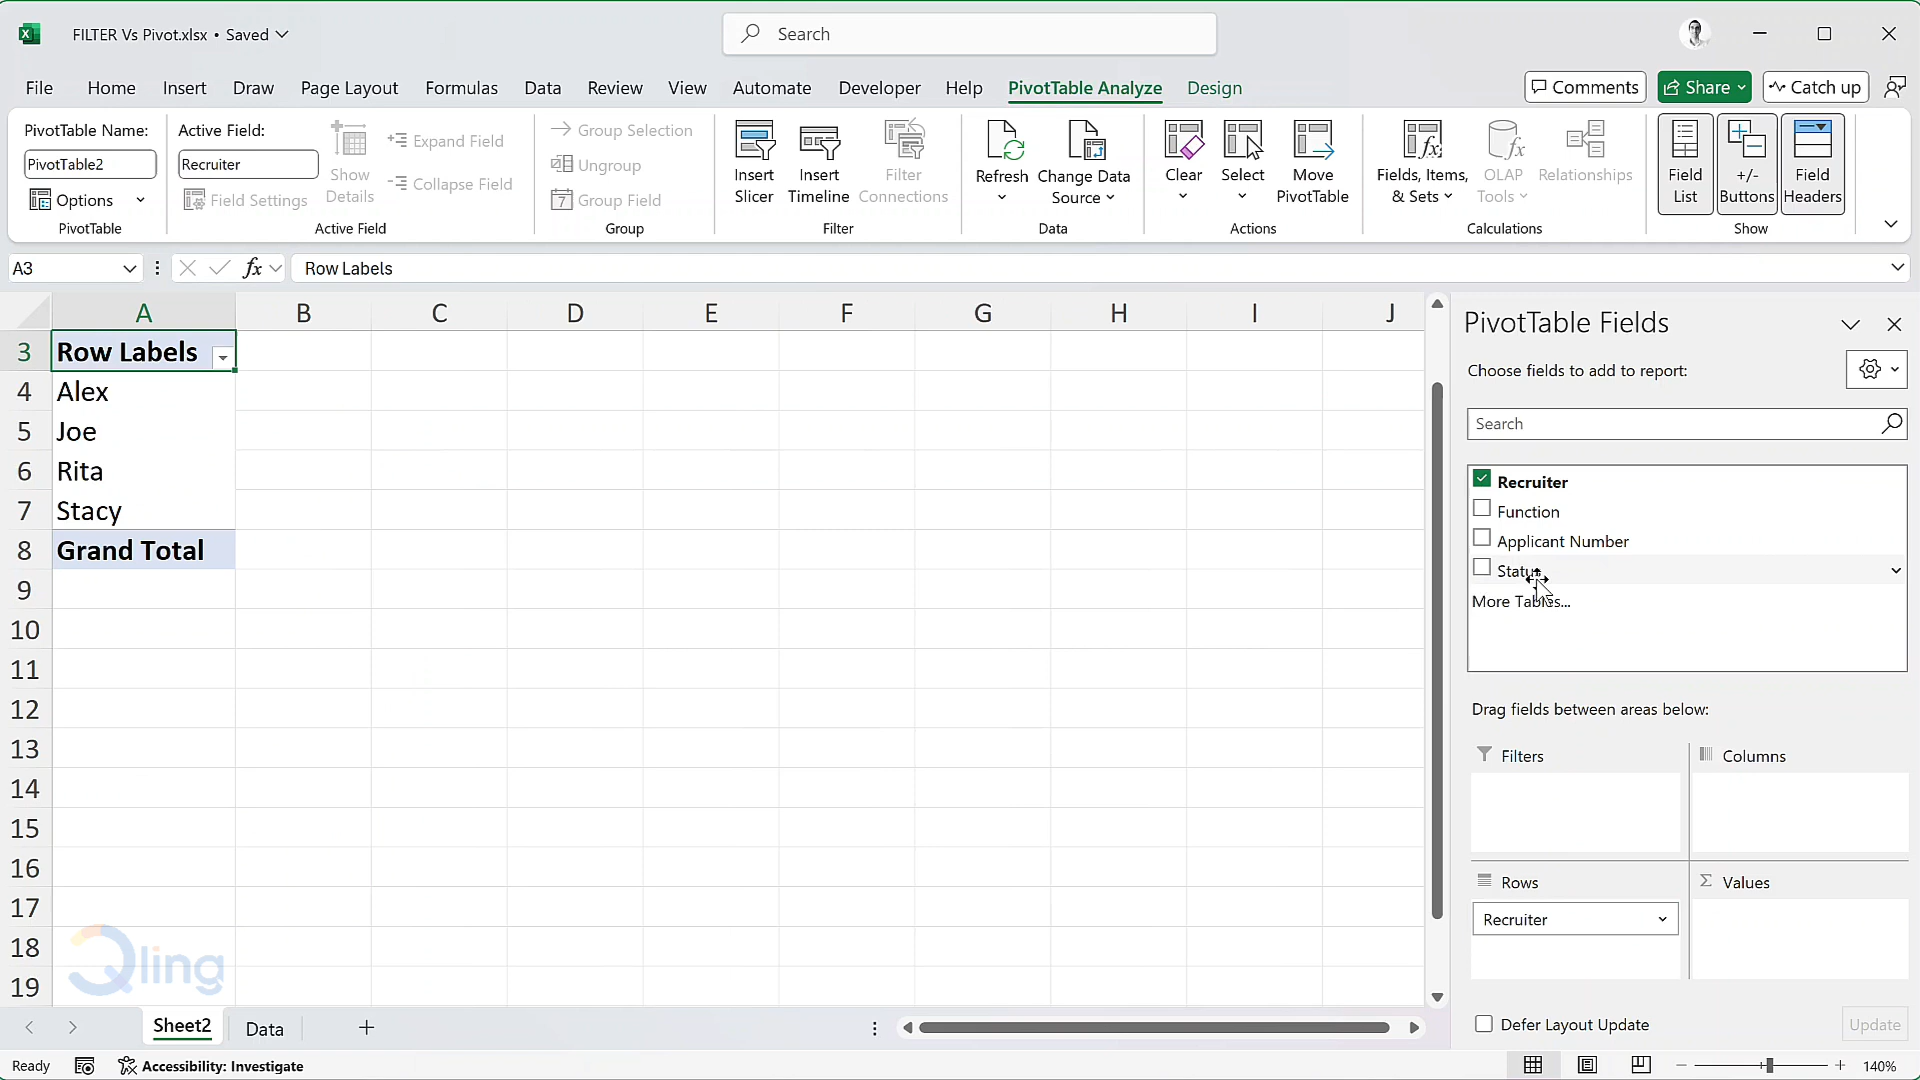 FILTER Vs Pivot.xlsx • Saved
Search
File Home Insert Draw Page Layout Formulas Data Review View Automate Developer Help PivotTable Analyze Design Comments Share Catch up
PivotTable Name:
PivotTable2
Options
PivotTable
Active Field:
Recruiter
Field Settings
Show Details
Expand Field
Collapse Field
Active Field
Group Selection
Ungroup
7 Group Field
Group
Insert Slicer
Insert Timeline
Filter Connections
Filter
Refresh
Change Data Source
Data
Clear
Select
Move PivotTable
Actions
Fields, Items, & Sets
OLAP Tools
Relationships
Calculations
Field List
+/- Buttons
Field Headers
Show
A3 fx Row Labels
A B C D E F G H I J
3 Row Labels
4 Alex
5 Joe
6 Rita
7 Stacy
8 Grand Total
9
10
11
12
13
14
15
16
17
18
19
Qling
PivotTable Fields
Choose fields to add to report:
Search
Recruiter
Function
Applicant Number
Status
More Tables...
Drag fields between areas below:
Filters
Columns
Rows
Σ Values
Recruiter
Defer Layout Update
Update
Sheet2 Data
Ready Accessibility: Investigate 140%